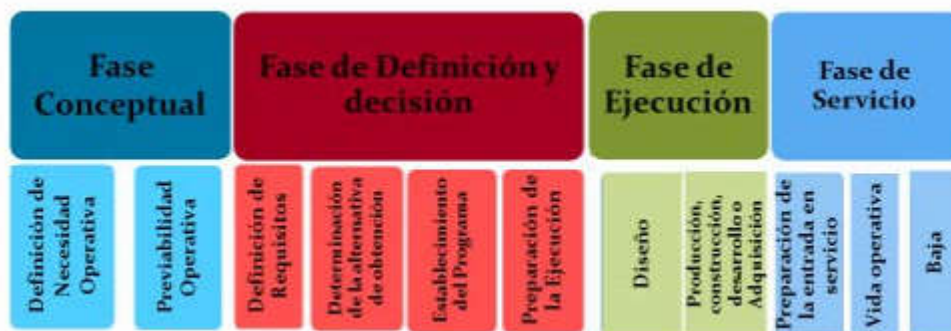 Fase
Conceptual
Fase de Definición y
decisión
Fase de
Ejecución
Fase de
Servicio
Definición de
Necesidad
Operativa
Previabilidad
Operativa
Definición de
Requisitos
Determinación
de la alternativa
de obtención
Establecimiento
del Programa
Preparación de
la Ejecución
Diseño
Producción,
construcción,
desarrollo o
Adquisición
Preparación de
la entrada en
servicio
Vida operativa
Baja